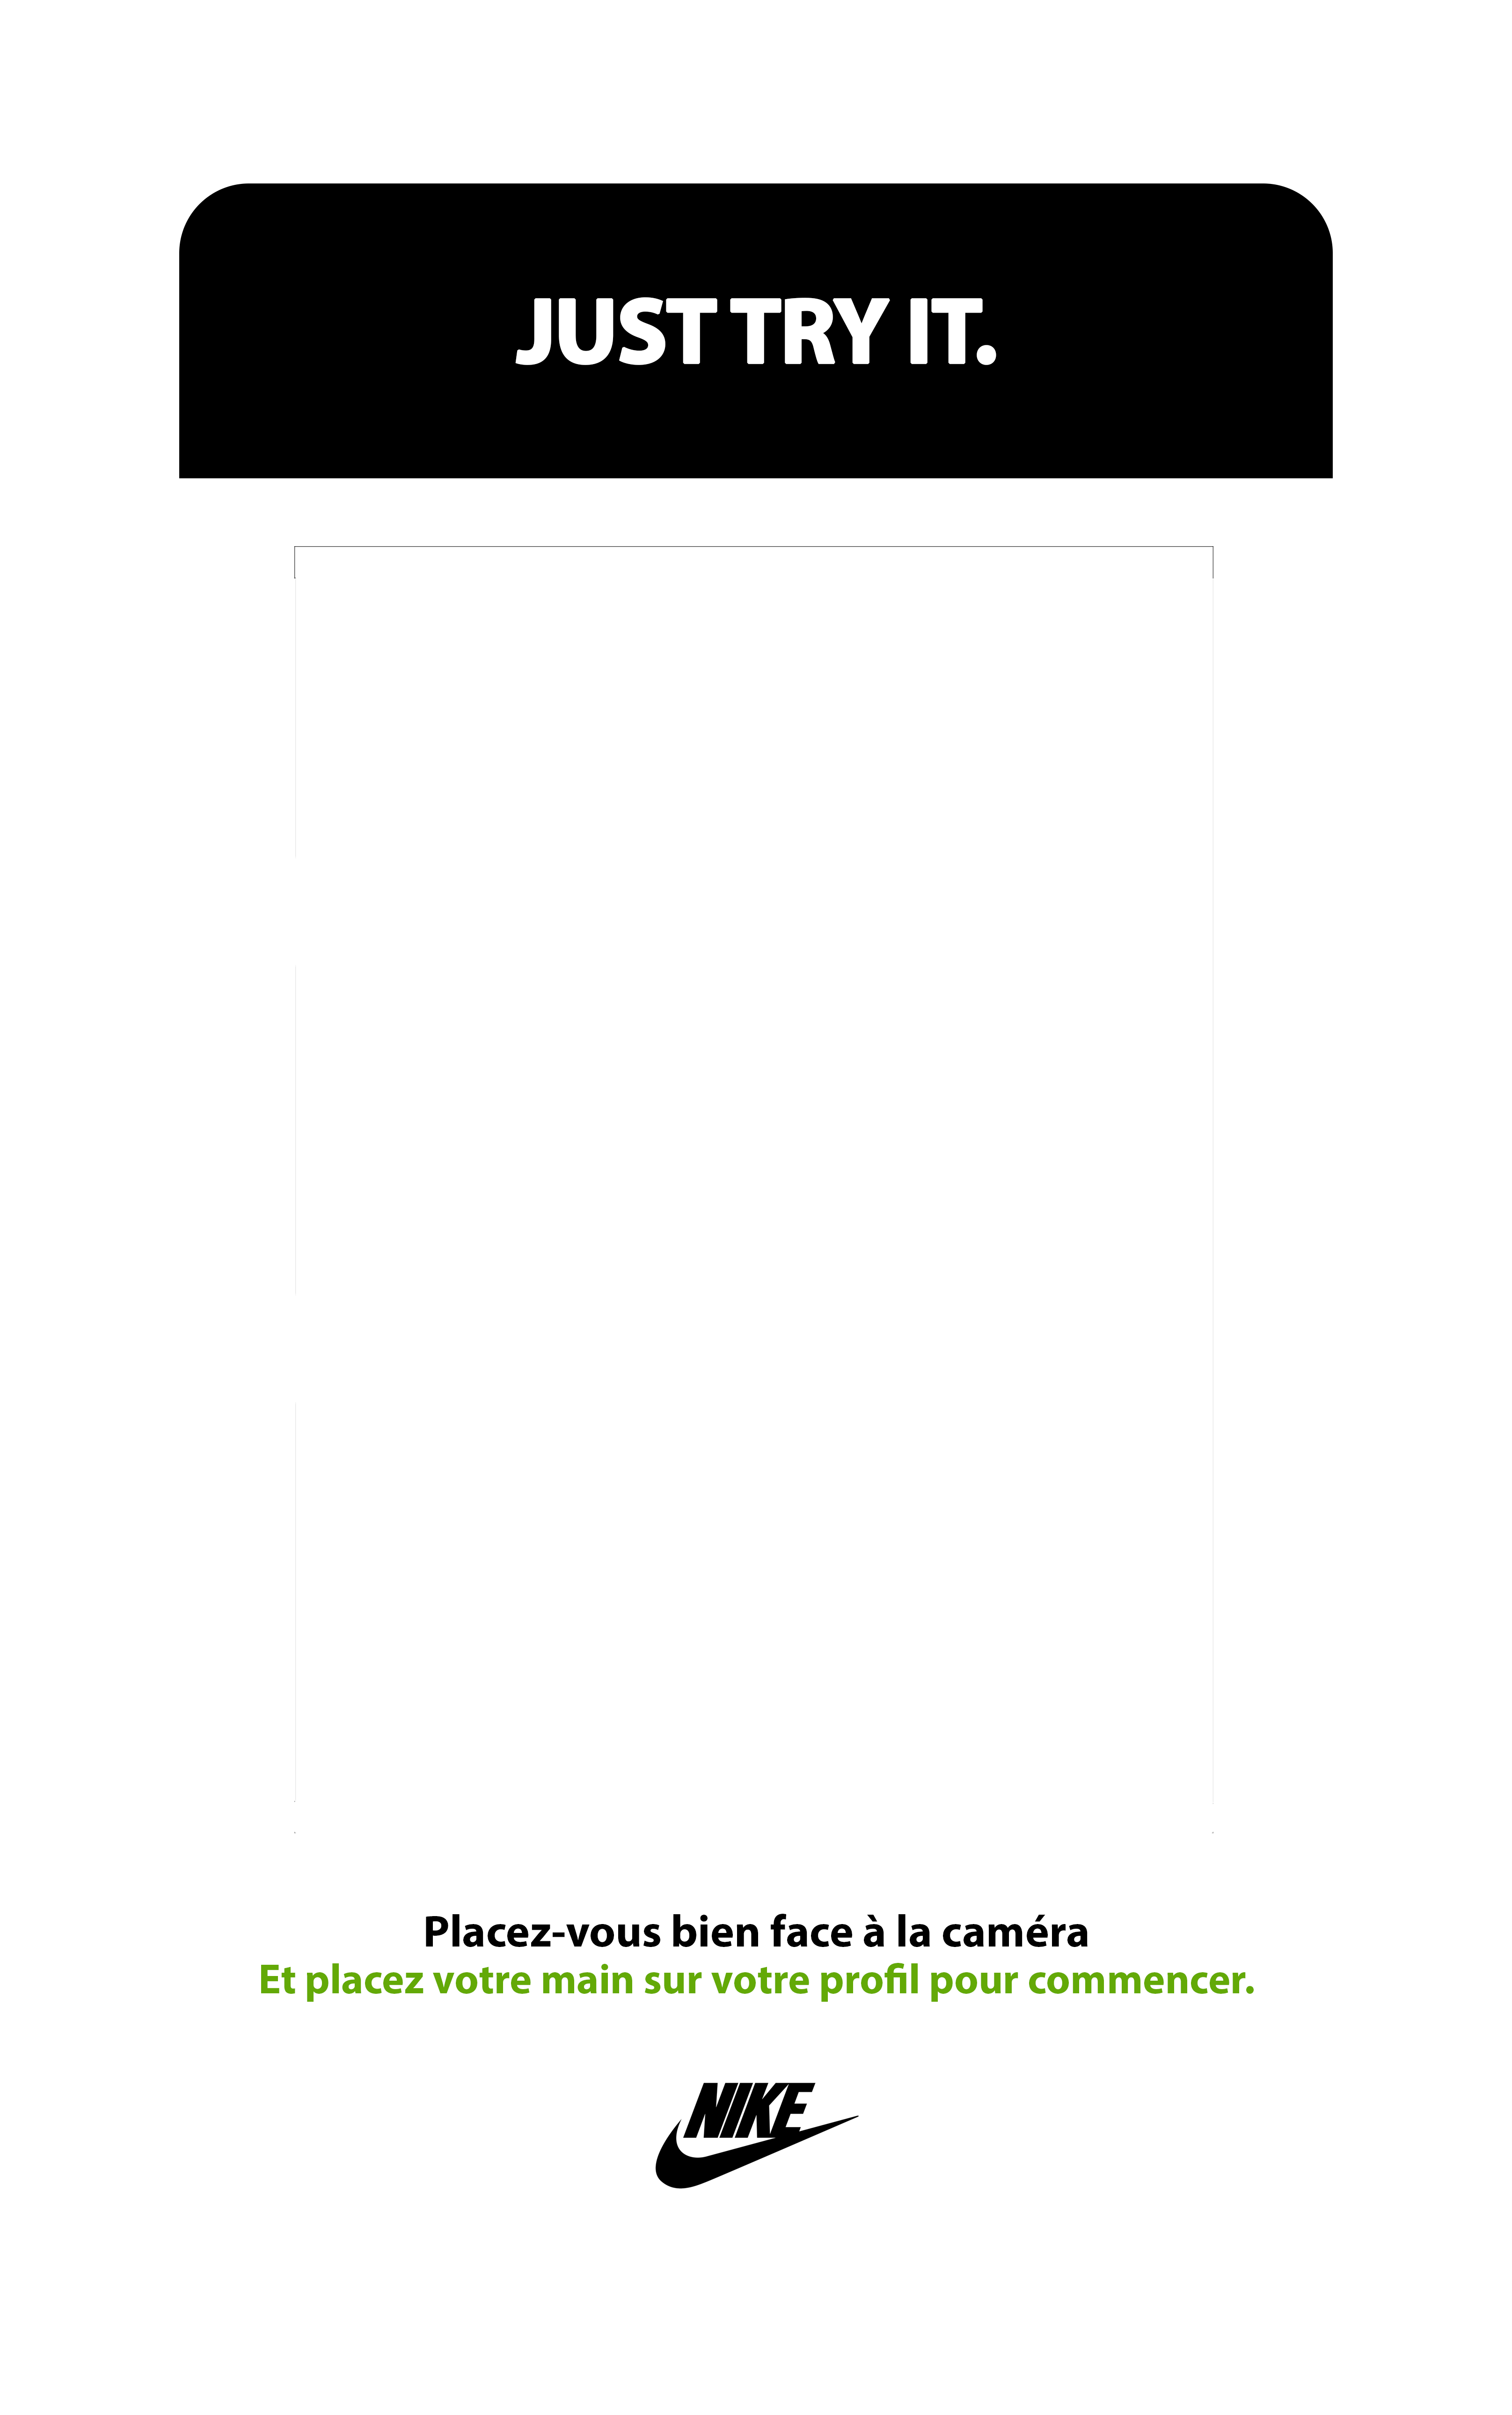 JUST TRY IT.
Placez-vous bien face à la caméra
Et placez votre main sur votre profil pour commencer.
NIKE